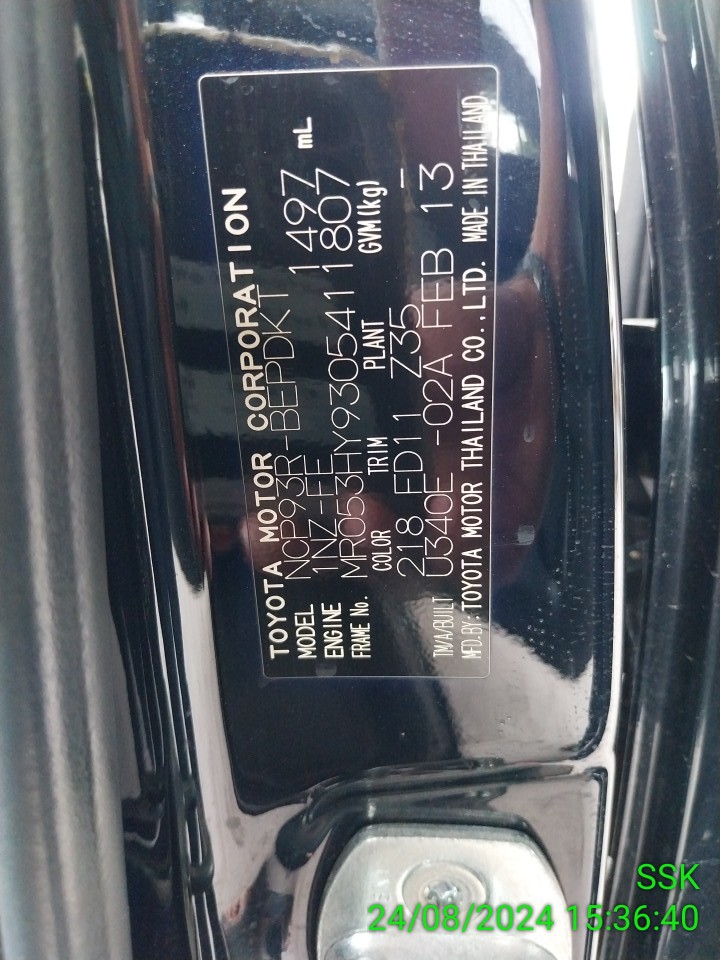 TOYOTA MOTOR CORPORATION
MODEL NCP93R-BEPDKT 1497 mL
ENGINE 1NZ-FE
FRAME No. MR053HY9305411807
COLOR TRIM PLANT GVM(kg)
218 FD11 Z35 –
TM/A/BUILT U340E -02A FEB 13
MFD.BY: TOYOTA MOTOR THAILAND CO.,LTD. MADE IN THAILAND
SSK
24/08/2024 15:36:40